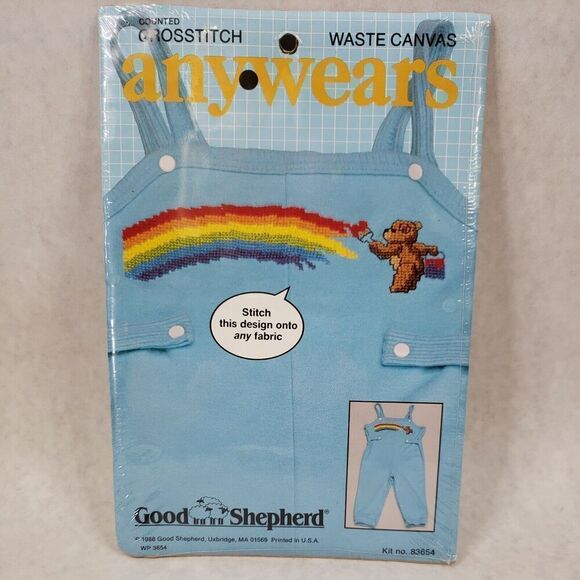 COUNTED
CROSSTITCH
WASTE CANVAS
anywears
Stitch
this design onto
any fabric
Good Shepherd®
© 1988 Good Shepherd, Uxbridge, MA 01569 Printed in U.S.A.
WP 3654
Kit no. 83654